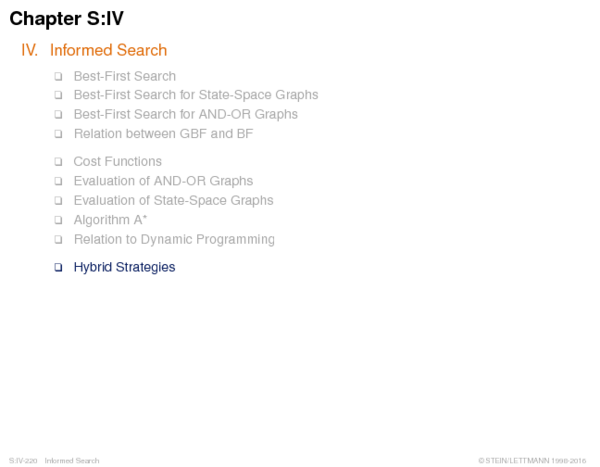 Chapter S:IV
IV. Informed Search
❑ Best-First Search
❑ Best-First Search for State-Space Graphs
❑ Best-First Search for AND-OR Graphs
❑ Relation between GBF and BF
❑ Cost Functions
❑ Evaluation of AND-OR Graphs
❑ Evaluation of State-Space Graphs
❑ Algorithm A*
❑ Relation to Dynamic Programming
❑ Hybrid Strategies
S:IV-220 Informed Search
© STEIN/LETTMANN 1998-2016